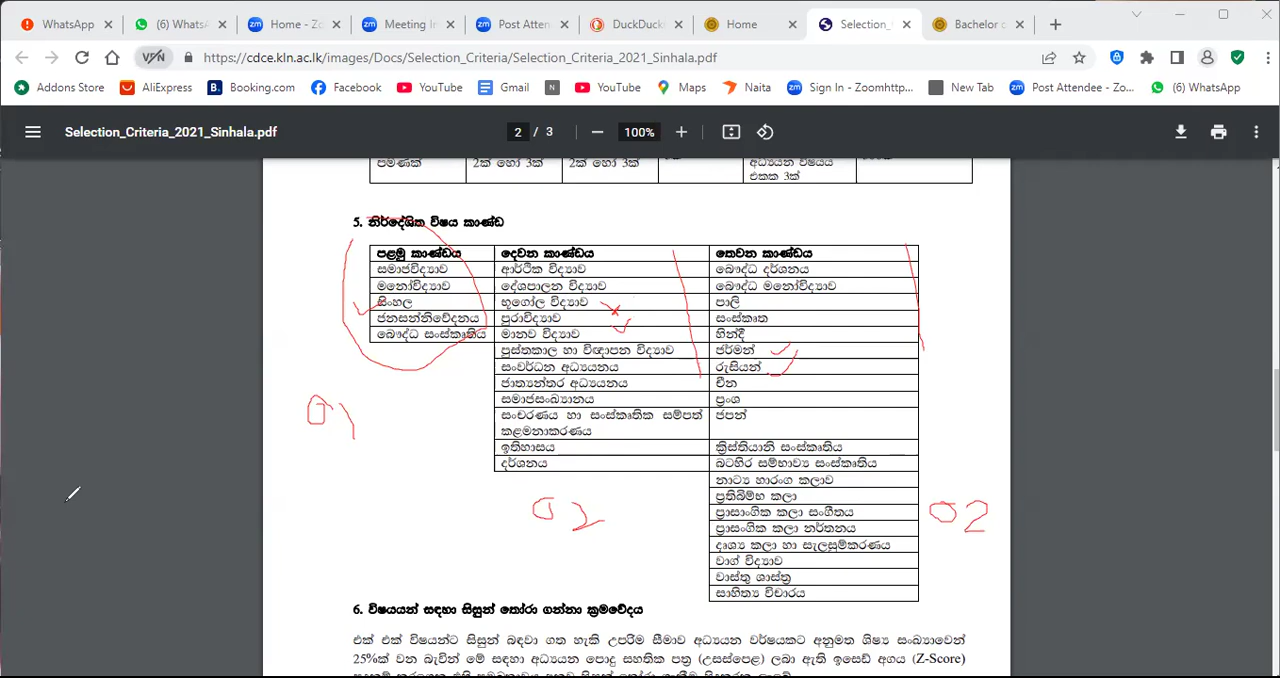 WhatsApp
(6) Whats
Home - Zo
Meeting In
Post Atten
DuckDuck
Home
Selection_
Bachelor o
https://cdce.kln.ac.lk/images/Docs/Selection_Criteria/Selection_Criteria_2021_Sinhala.pdf
Addons Store AliExpress Booking.com Facebook YouTube Gmail YouTube Maps Naita Sign In - Zoomhttp... New Tab Post Attendee - Zo... (6) WhatsApp
Selection_Criteria_2021_Sinhala.pdf 2 / 3 100%
පමණක් 2ක් හෝ 3ක් 2ක් හෝ 3ක් අධ්‍යයන විෂයය
ඒකක 3ක්
5. නිර්දේශිත විෂය කාණ්ඩ
පළමු කාණ්ඩය දෙවන කාණ්ඩය තෙවන කාණ්ඩය
සමාජවිද්‍යාව ආර්ථික විද්‍යාව බෞද්ධ දර්ශනය
මනෝවිද්‍යාව දේශපාලන විද්‍යාව බෞද්ධ මනෝවිද්‍යාව
සිංහල භූගෝල විද්‍යාව පාලි
ජනසන්නිවේදනය පුරාවිද්‍යාව සංස්කෘත
බෞද්ධ සංස්කෘතිය මානව විද්‍යාව හින්දි
පුස්තකාල හා විඥාපන විද්‍යාව ජර්මන්
සංවර්ධන අධ්‍යයනය රුසියන්
ජාත්‍යන්තර අධ්‍යයනය චීන
සමාජසංඛ්‍යානය ප්‍රංශ
සංචරණය හා සංස්කෘතික සම්පත් ජපන්
කළමනාකරණය
ඉතිහාසය ක්‍රිස්තියානි සංස්කෘතිය
දර්ශනය බටහිර සම්භාව්‍ය සංස්කෘතිය
නාට්‍ය හාරංග කලාව
ප්‍රතිබිම්භ කලා
ප්‍රාසාංගික කලා සංගීතය
ප්‍රාසංගික කලා නර්තනය
දෘශ්‍ය කලා හා සැලසුම්කරණය
වාග් විද්‍යාව
වාස්තු ශාස්ත්‍ර
සාහිත්‍ය විචාරය
01
02
02
6. විෂයයන් සඳහා සිසුන් තෝරා ගන්නා ක්‍රමවේදය
එක් එක් විෂයන්ට සිසුන් බඳවා ගත හැකි උපරිම සීමාව අධ්‍යයන වර්ෂයකට අනුමත ශිෂ්‍ය සංඛ්‍යාවෙන්
25%ක් වන බැවින් මේ සඳහා අධ්‍යයන පොදු සහතික පත්‍ර (උසස්පෙළ) ලබා ඇති ඉසෙඩ් අගය (Z-Score)